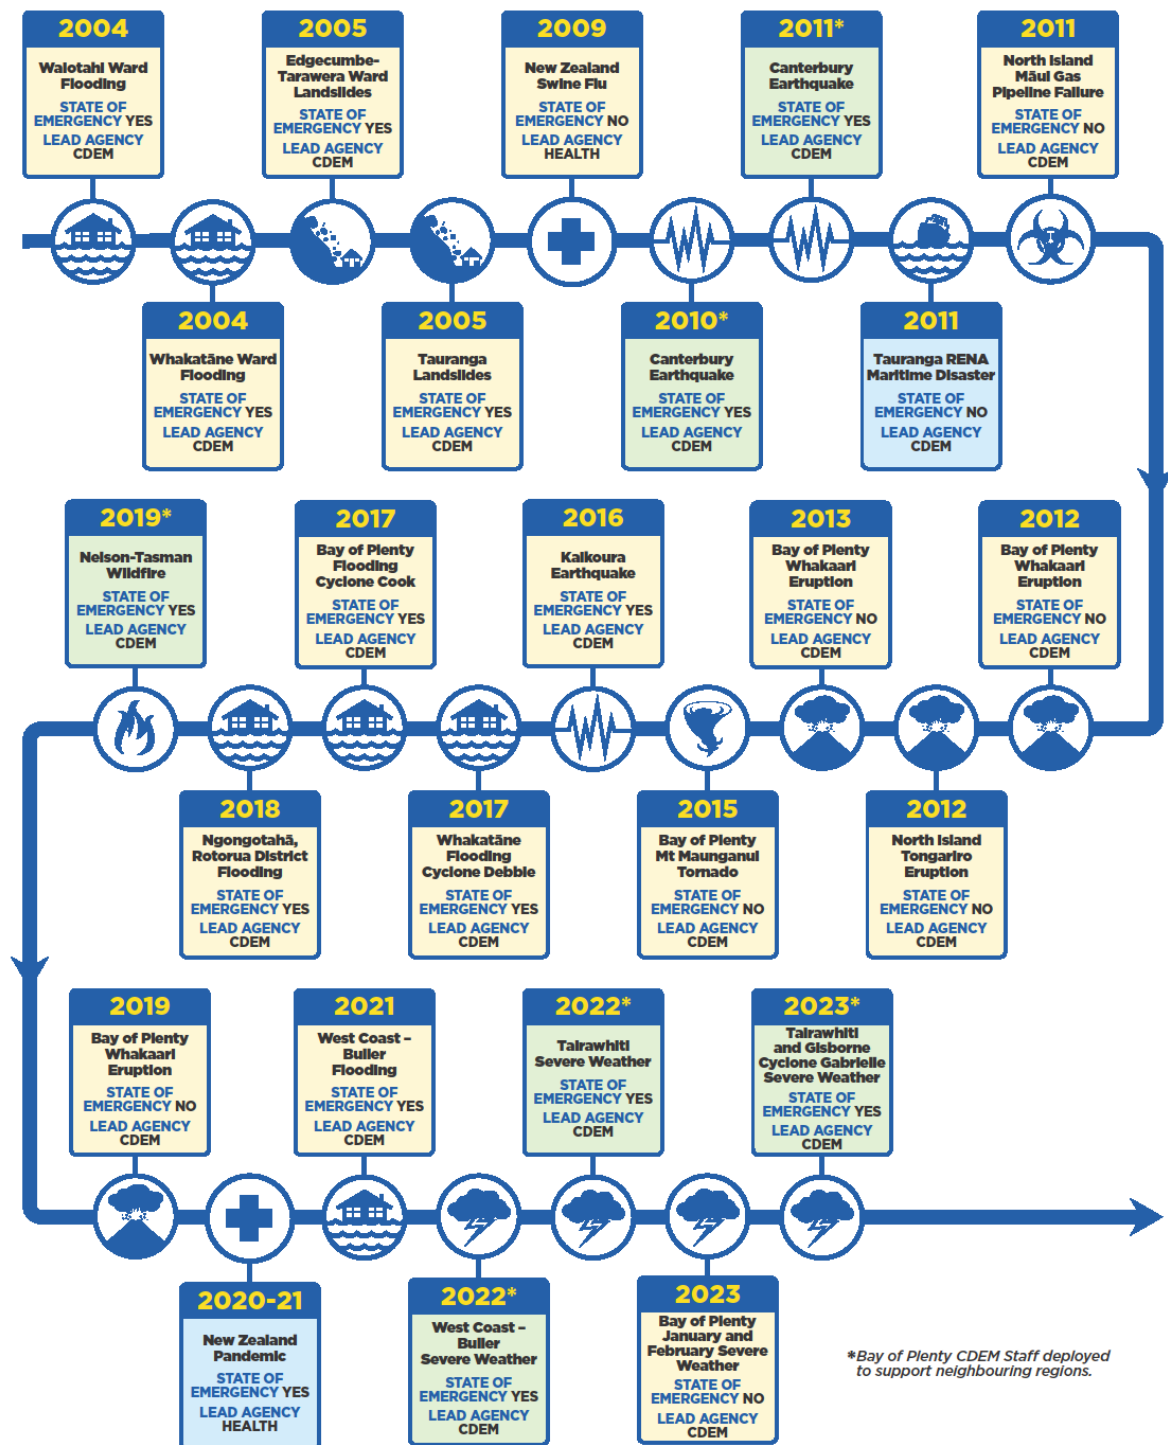 2004
Waiotahi Ward
Flooding
STATE OF
EMERGENCY YES
LEAD AGENCY
CDEM
2004
Whakatāne Ward
Flooding
STATE OF
EMERGENCY YES
LEAD AGENCY
CDEM
2005
Edgecumbe-
Tarawera Ward
Landslides
STATE OF
EMERGENCY YES
LEAD AGENCY
CDEM
2005
Tauranga
Landslides
STATE OF
EMERGENCY YES
LEAD AGENCY
CDEM
2009
New Zealand
Swine Flu
STATE OF
EMERGENCY NO
LEAD AGENCY
HEALTH
2010*
Canterbury
Earthquake
STATE OF
EMERGENCY YES
LEAD AGENCY
CDEM
2011*
Canterbury
Earthquake
STATE OF
EMERGENCY YES
LEAD AGENCY
CDEM
2011
Tauranga RENA
Maritime Disaster
STATE OF
EMERGENCY NO
LEAD AGENCY
CDEM
2011
North Island
Māui Gas
Pipeline Failure
STATE OF
EMERGENCY NO
LEAD AGENCY
CDEM
2012
Bay of Plenty
Whakaari
Eruption
STATE OF
EMERGENCY NO
LEAD AGENCY
CDEM
2012
North Island
Tongariro
Eruption
STATE OF
EMERGENCY NO
LEAD AGENCY
CDEM
2013
Bay of Plenty
Whakaari
Eruption
STATE OF
EMERGENCY NO
LEAD AGENCY
CDEM
2015
Bay of Plenty
Mt Maunganui
Tornado
STATE OF
EMERGENCY NO
LEAD AGENCY
CDEM
2016
Kaikoura
Earthquake
STATE OF
EMERGENCY YES
LEAD AGENCY
CDEM
2017
Whakatāne
Flooding
Cyclone Debbie
STATE OF
EMERGENCY YES
LEAD AGENCY
CDEM
2017
Bay of Plenty
Flooding
Cyclone Cook
STATE OF
EMERGENCY YES
LEAD AGENCY
CDEM
2018
Ngongotahā,
Rotorua District
Flooding
STATE OF
EMERGENCY YES
LEAD AGENCY
CDEM
2019*
Nelson-Tasman
Wildfire
STATE OF
EMERGENCY YES
LEAD AGENCY
CDEM
2019
Bay of Plenty
Whakaari
Eruption
STATE OF
EMERGENCY NO
LEAD AGENCY
CDEM
2020-21
New Zealand
Pandemic
STATE OF
EMERGENCY YES
LEAD AGENCY
HEALTH
2021
West Coast –
Buller
Flooding
STATE OF
EMERGENCY YES
LEAD AGENCY
CDEM
2022*
West Coast –
Buller
Severe Weather
STATE OF
EMERGENCY YES
LEAD AGENCY
CDEM
2022*
Tairawhiti
Severe Weather
STATE OF
EMERGENCY YES
LEAD AGENCY
CDEM
2023
Bay of Plenty
January and
February Severe
Weather
STATE OF
EMERGENCY NO
LEAD AGENCY
CDEM
2023*
Tairawhiti
and Gisborne
Cyclone Gabrielle
Severe Weather
STATE OF
EMERGENCY YES
LEAD AGENCY
CDEM
*Bay of Plenty CDEM Staff deployed
to support neighbouring regions.